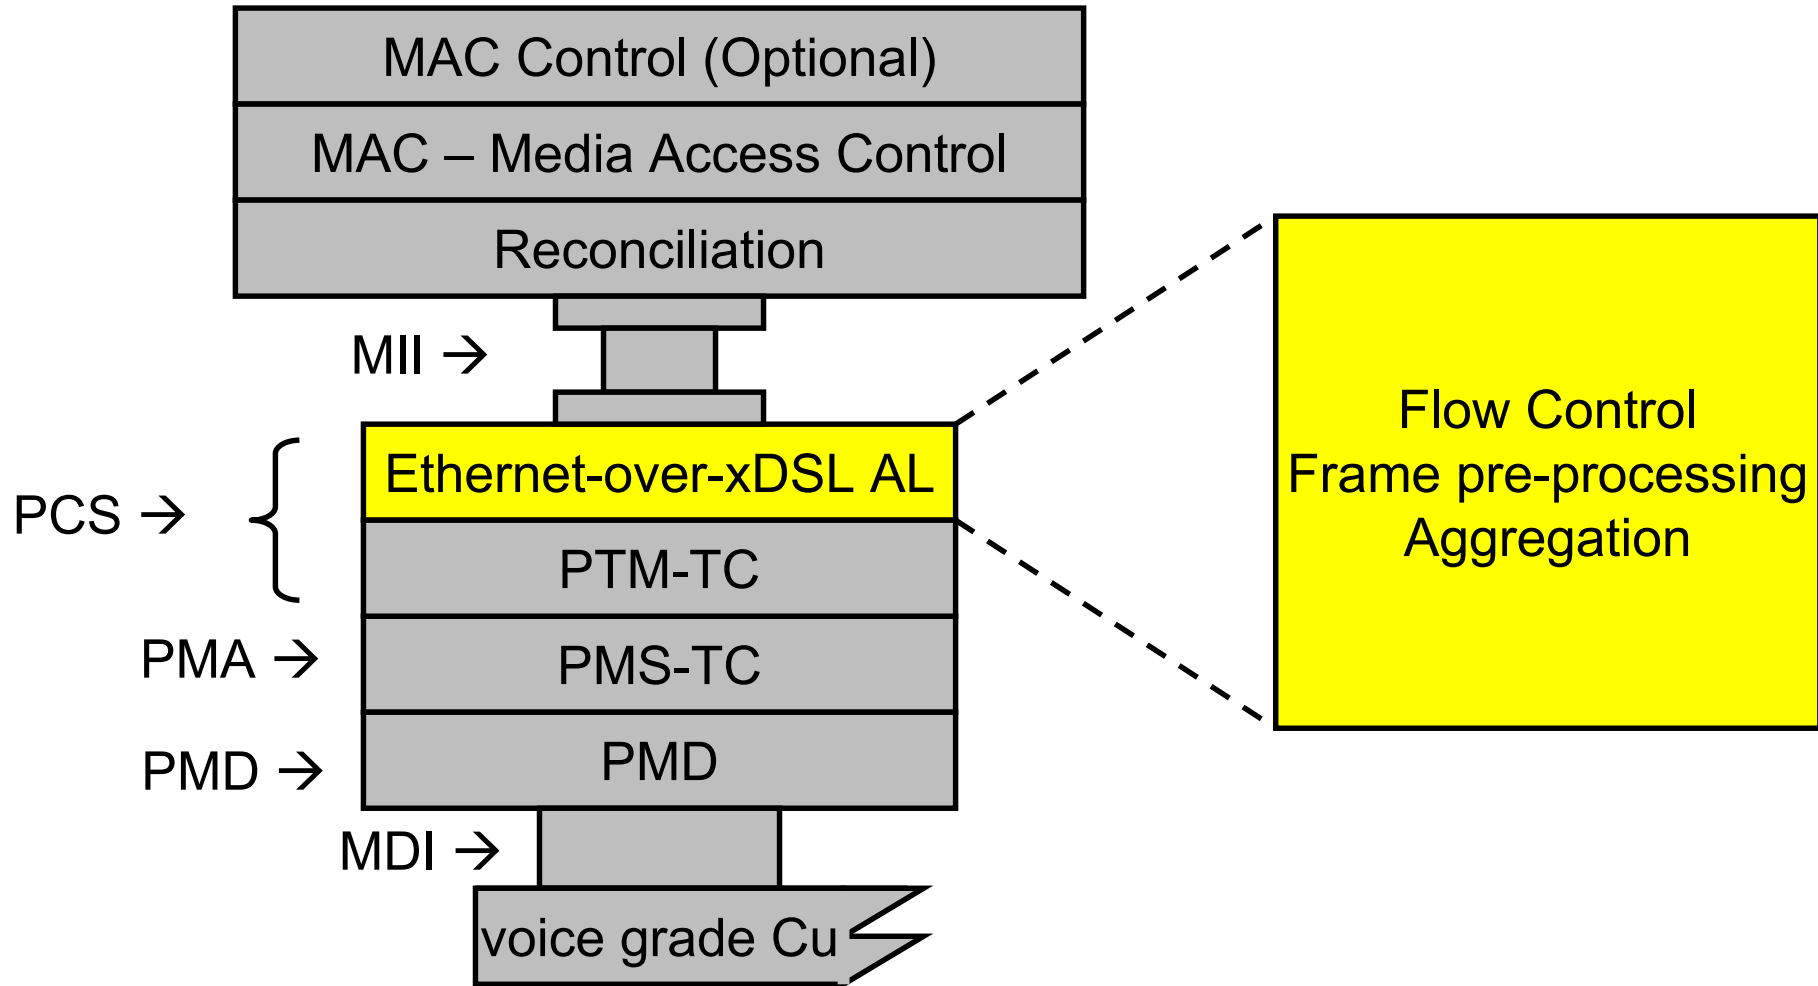 MAC Control (Optional)
MAC – Media Access Control
Reconciliation
MII →
Ethernet-over-xDSL AL
PCS →
PTM-TC
PMA →
PMS-TC
PMD →
PMD
MDI →
voice grade Cu
Flow Control
Frame pre-processing
Aggregation